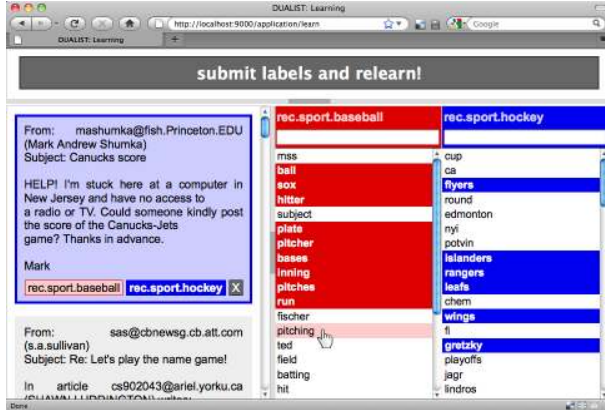 DUALIST: Learning
http://localhost:9000/application/learn
Google
DUALIST: Learning
submit labels and relearn!
From: mashumka@fish.Princeton.EDU
(Mark Andrew Shumka)
Subject: Canucks score
HELP! I'm stuck here at a computer in
New Jersey and have no access to
a radio or TV. Could someone kindly post
the score of the Canucks-Jets
game? Thanks in advance.
Mark
rec.sport.baseball rec.sport.hockey X
From: sas@cbnewsg.cb.att.com
(s.a.sullivan)
Subject: Re: Let's play the name game!
In article cs902043@ariel.yorku.ca
(SHAWN LUDDINGTON) writes:
rec.sport.baseball
mss
ball
sox
hitter
subject
plate
pitcher
bases
inning
pitches
run
fischer
pitching
ted
field
batting
hit
rec.sport.hockey
cup
ca
flyers
round
edmonton
nyi
potvin
islanders
rangers
leafs
chem
wings
fi
gretzky
playoffs
jagr
lindros
Done